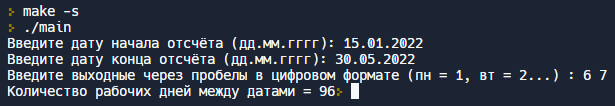 > make -s
> ./main
Введите дату начала отсчёта (дд.мм.гггг): 15.01.2022
Введите дату конца отсчёта (дд.мм.гггг) : 30.05.2022
Введите выходные через пробелы в цифровом формате (пн = 1, вт = 2...) : 6 7
Количество рабочих дней между датами = 96>